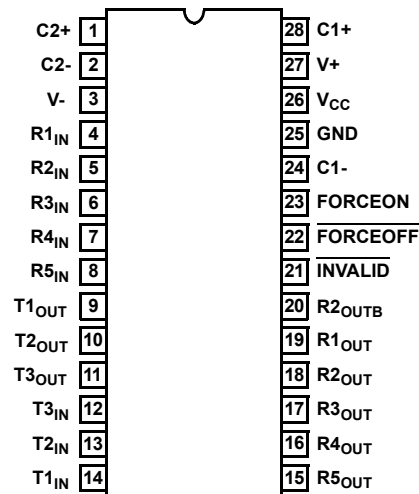 C2+ 1 28 C1+
C2- 2 27 V+
V- 3 26 VCC
R1IN 4 25 GND
R2IN 5 24 C1-
R3IN 6 23 FORCEON
R4IN 7 22 FORCEOFF
R5IN 8 21 INVALID
T1OUT 9 20 R2OUTB
T2OUT 10 19 R1OUT
T3OUT 11 18 R2OUT
T3IN 12 17 R3OUT
T2IN 13 16 R4OUT
T1IN 14 15 R5OUT